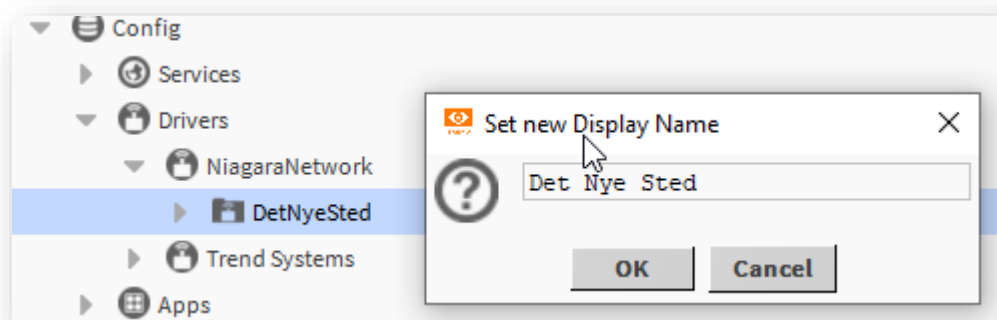 Config
Services
Drivers
NiagaraNetwork
DetNyeSted
Trend Systems
Apps
Set new Display Name
Det Nye Sted
OK
Cancel